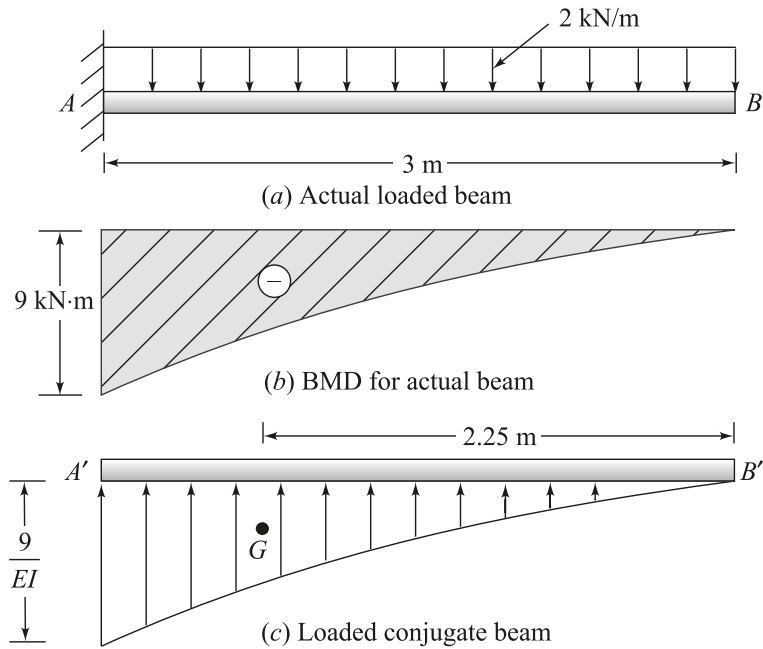 2 kN/m
A
B
3 m
(a) Actual loaded beam
9 kN·m
−
(b) BMD for actual beam
2.25 m
A′
B′
9
EI
G
(c) Loaded conjugate beam